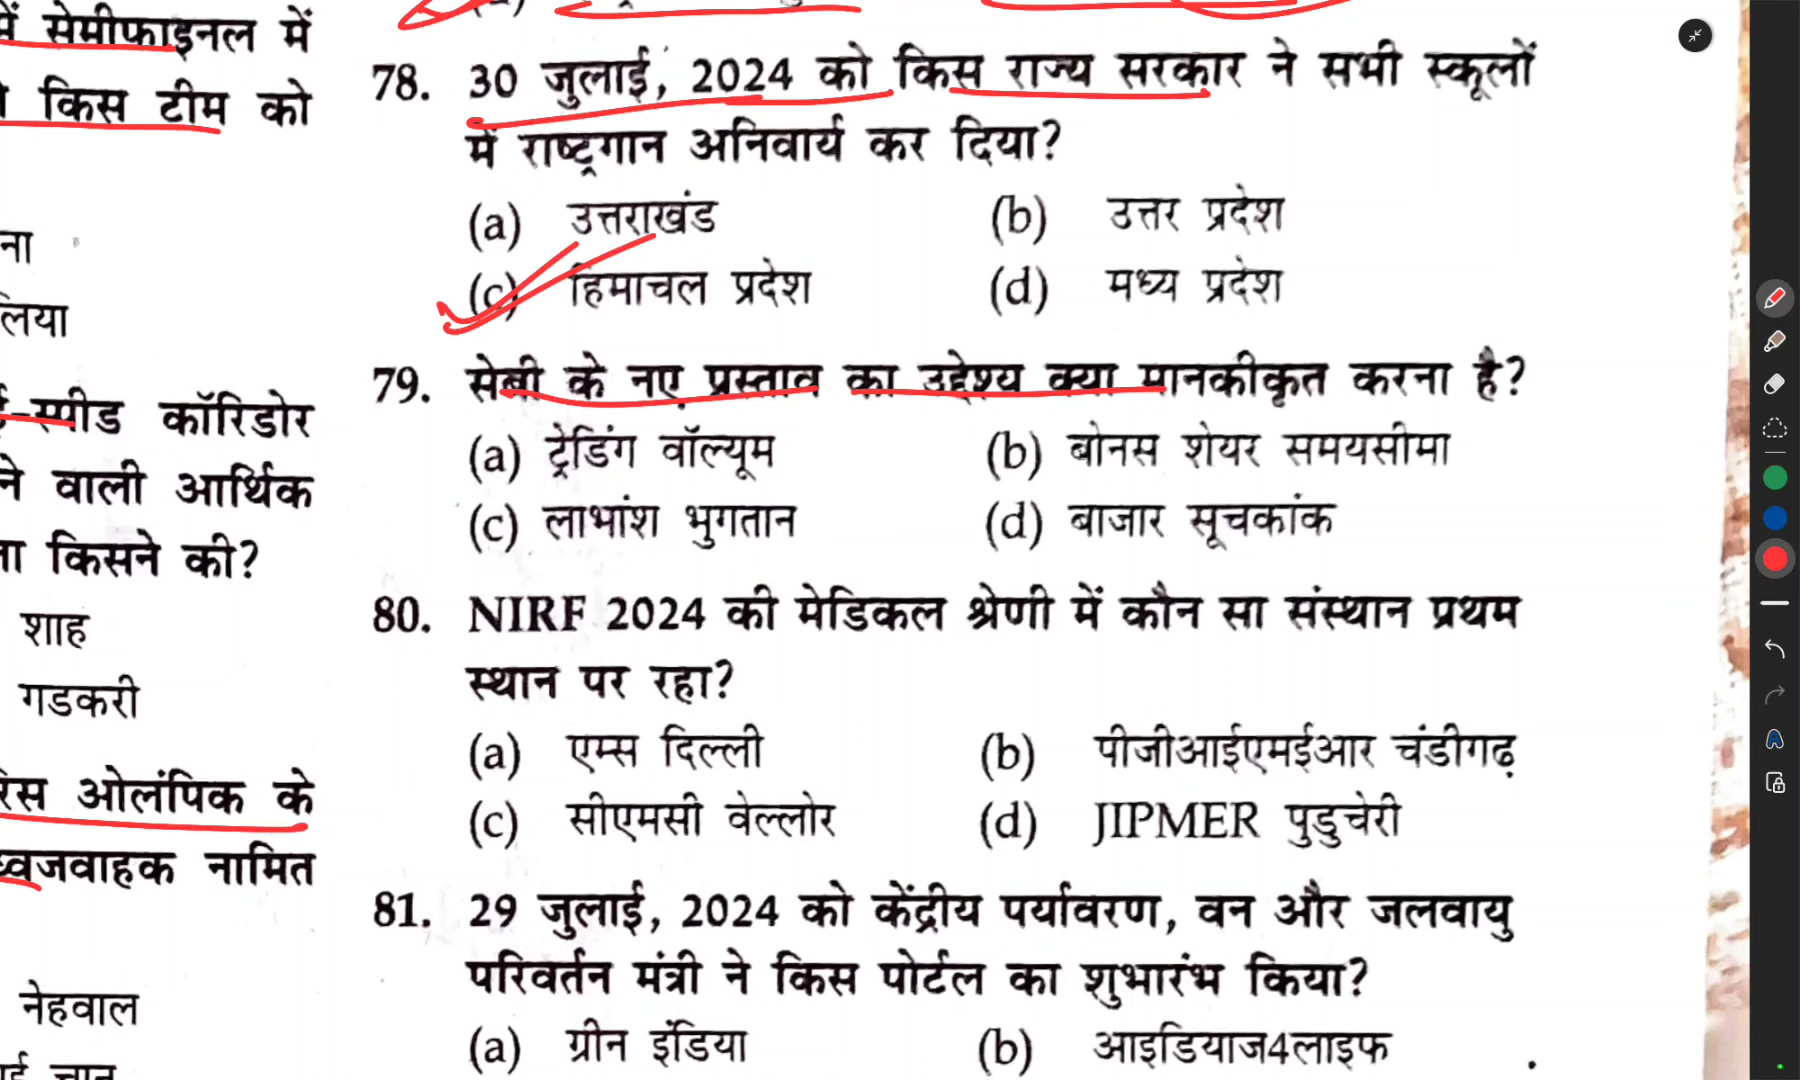 में सेमीफाइनल में
किस टीम को
ना
लिया
स्पीड कॉरिडोर
ने वाली आर्थिक
किसने की?
शाह
गडकरी
ओलंपिक के
ध्वजवाहक नामित
नेहवाल
78. 30 जुलाई, 2024 को किस राज्य सरकार ने सभी स्कूलों
में राष्ट्रगान अनिवार्य कर दिया?
(a) उत्तराखंड (b) उत्तर प्रदेश
(c) हिमाचल प्रदेश (d) मध्य प्रदेश
79. सेबी के नए प्रस्ताव का उद्देश्य क्या मानकीकृत करना है?
(a) ट्रेडिंग वॉल्यूम (b) बोनस शेयर समयसीमा
(c) लाभांश भुगतान (d) बाजार सूचकांक
80. NIRF 2024 की मेडिकल श्रेणी में कौन सा संस्थान प्रथम
स्थान पर रहा?
(a) एम्स दिल्ली (b) पीजीआईएमईआर चंडीगढ़
(c) सीएमसी वेल्लोर (d) JIPMER पुडुचेरी
81. 29 जुलाई, 2024 को केंद्रीय पर्यावरण, वन और जलवायु
परिवर्तन मंत्री ने किस पोर्टल का शुभारंभ किया?
(a) ग्रीन इंडिया (b) आइडियाज4लाइफ